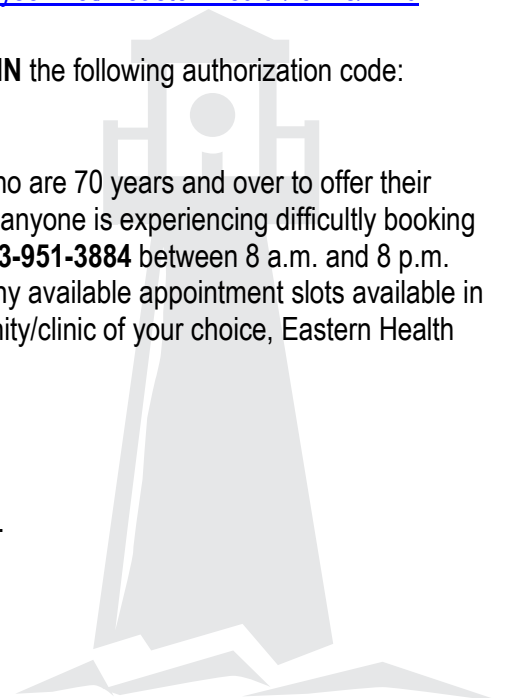 IN the following authorization code:
ho are 70 years and over to offer their
anyone is experiencing difficultly booking
3-951-3884 between 8 a.m. and 8 p.m.
ny available appointment slots available in
nity/clinic of your choice, Eastern Health
.